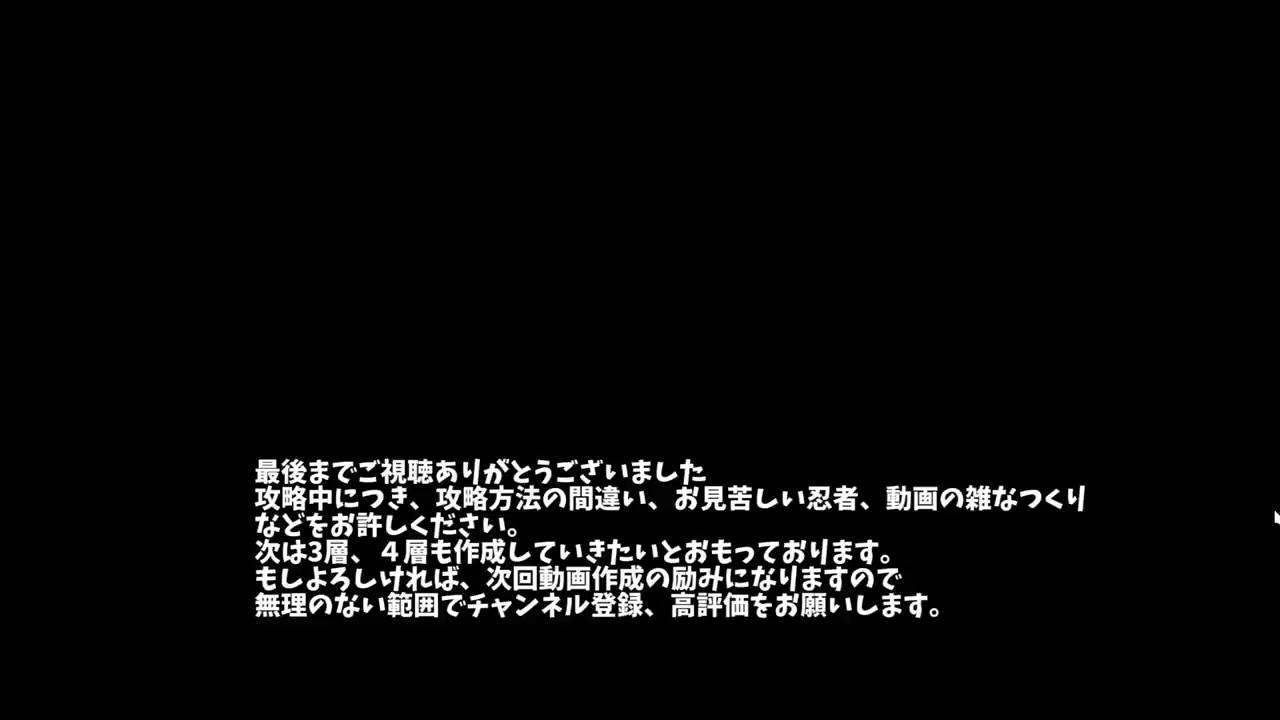 最後までご視聴ありがとうございました
攻略中につき、攻略方法の間違い、お見苦しい忍者、動画の雑なつくり
などをお許しください。
次は3層、４層も作成していきたいとおもっております。
もしよろしければ、次回動画作成の励みになりますので
無理のない範囲でチャンネル登録、高評価をお願いします。